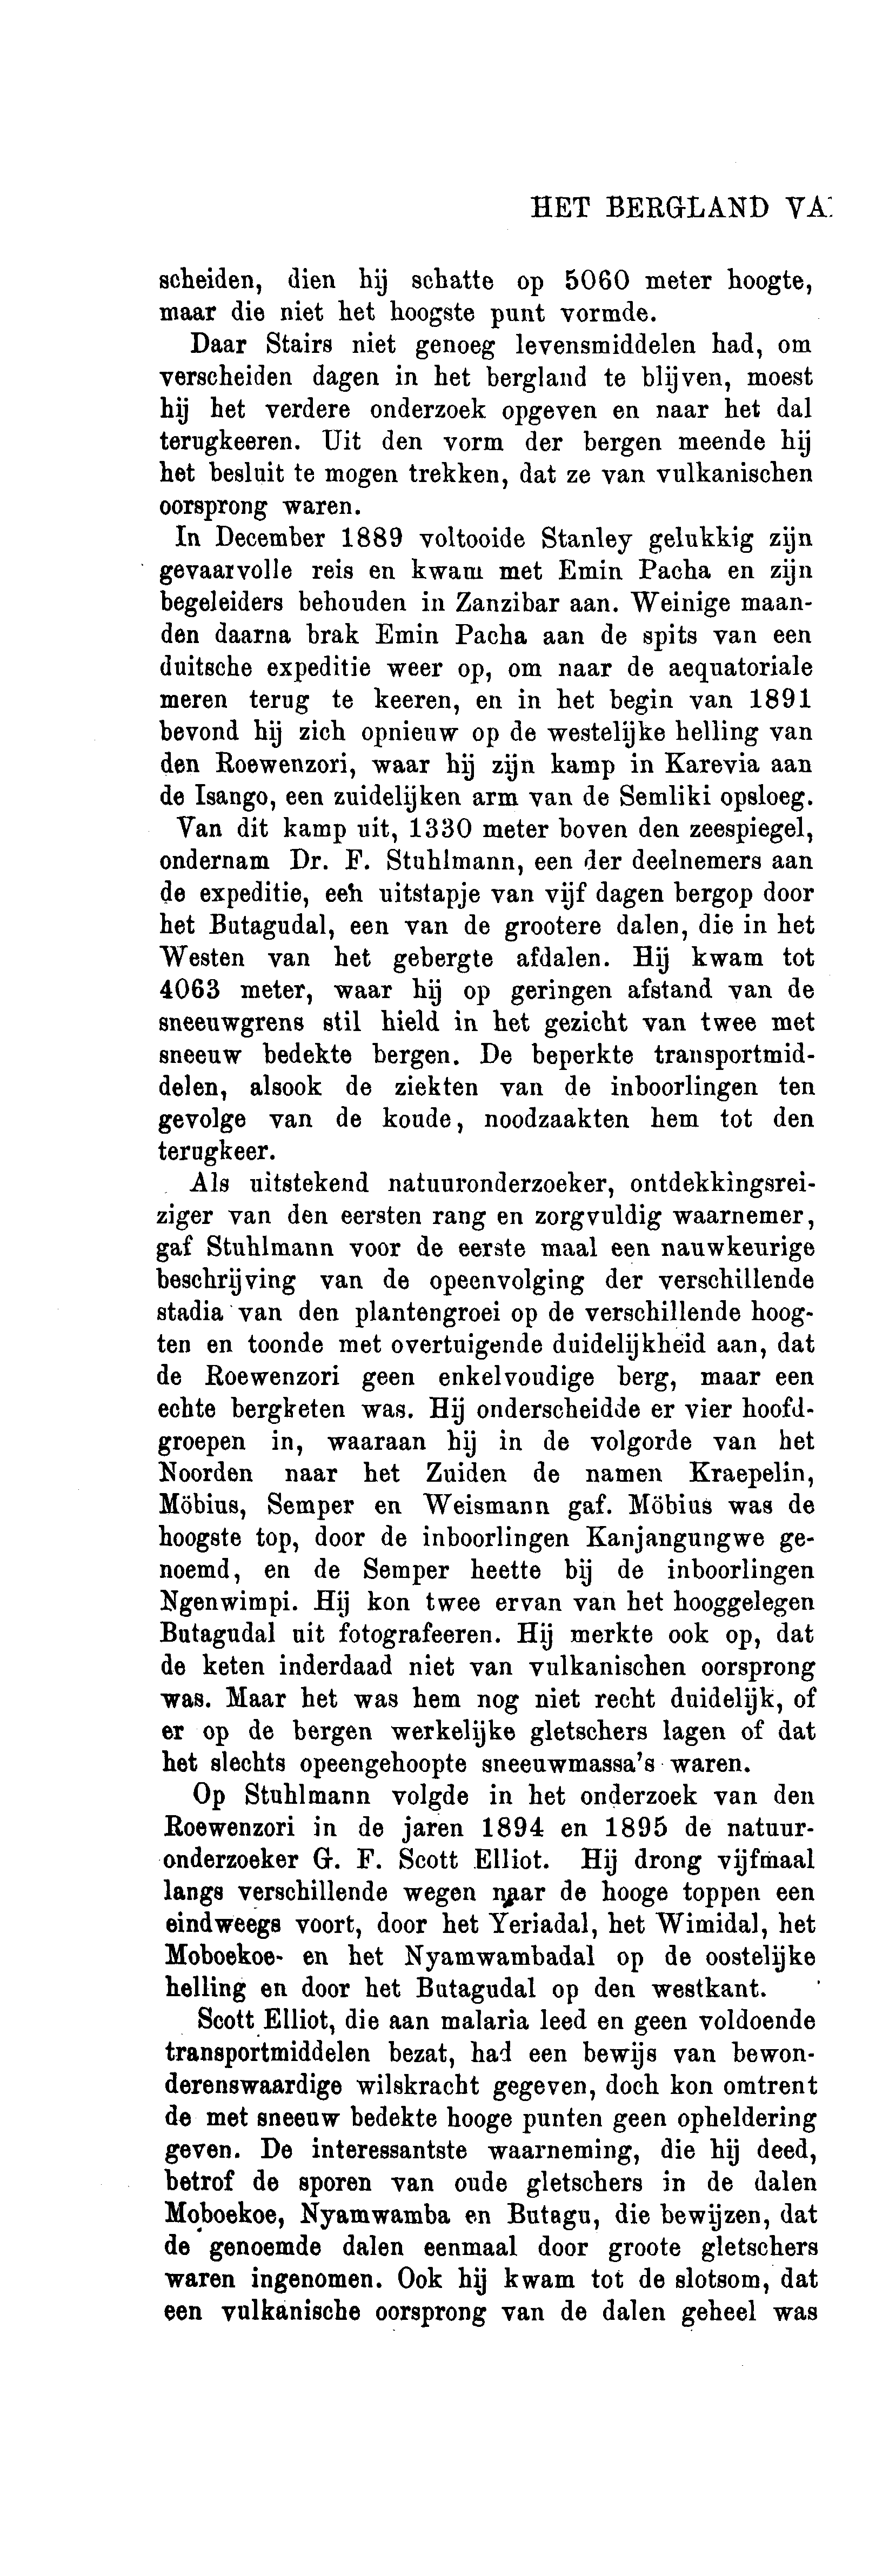 HET BERGLAND VA
scheiden, dien hij schatte op 5060 meter hoogte,
maar die niet het hoogste punt vormde.
Daar Stairs niet genoeg levensmiddelen had, om
verscheiden dagen in het bergland te blijven, moest
hij het verdere onderzoek opgeven en naar het dal
terugkeeren. Uit den vorm der bergen meende hij
het besluit te mogen trekken, dat ze van vulkanischen
oorsprong waren.
In December 1889 voltooide Stanley gelukkig zijn
gevaarvolle reis en kwam met Emin Pacha en zijn
begeleiders behouden in Zanzibar aan. Weinige maan-
den daarna brak Emin Pacha aan de spits van een
duitsche expeditie weer op, om naar de aequatoriale
meren terug te keeren, en in het begin van 1891
bevond hij zich opnieuw op de westelijke helling van
den Roewenzori, waar hij zijn kamp in Karevia aan
de Isango, een zuidelijken arm van de Semliki opsloeg.
Van dit kamp uit, 1330 meter boven den zeespiegel,
ondernam Dr. F. Stuhlmann, een der deelnemers aan
de expeditie, een uitstapje van vijf dagen bergop door
het Butagudal, een van de grootere dalen, die in het
Westen van het gebergte afdalen. Hij kwam tot
4063 meter, waar hij op geringen afstand van de
sneeuwgrens stil hield in het gezicht van twee met
sneeuw bedekte bergen. De beperkte transportmid-
delen, alsook de ziekten van de inboorlingen ten
gevolge van de koude, noodzaakten hem tot den
terugkeer.
Als uitstekend natuuronderzoeker, ontdekkingsrei-
ziger van den eersten rang en zorgvuldig waarnemer,
gaf Stuhlmann voor de eerste maal een nauwkeurige
beschrijving van de opeenvolging der verschillende
stadia van den plantengroei op de verschillende hoog-
ten en toonde met overtuigende duidelijkheid aan, dat
de Roewenzori geen enkelvoudige berg, maar een
echte bergketen was. Hij onderscheidde er vier hoofd-
groepen in, waaraan hij in de volgorde van het
Noorden naar het Zuiden de namen Kraepelin,
Möbius, Semper en Weismann gaf. Möbius was de
hoogste top, door de inboorlingen Kanjangungwe ge-
noemd, en de Semper heette bij de inboorlingen
Ngenwimpi. Hij kon twee ervan van het hooggelegen
Butagudal uit fotografeeren. Hij merkte ook op, dat
de keten inderdaad niet van vulkanischen oorsprong
was. Maar het was hem nog niet recht duidelijk, of
er op de bergen werkelijke gletschers lagen of dat
het slechts opeengehoopte sneeuwmassa's waren.
Op Stuhlmann volgde in het onderzoek van den
Roewenzori in de jaren 1894 en 1895 de natuur-
onderzoeker G. F. Scott Elliot. Hij drong vijfmaal
langs verschillende wegen naar de hooge toppen een
eindweegs voort, door het Yeriadal, het Wimidal, het
Moboekoe- en het Nyamwambadal op de oostelijke
helling en door het Butagudal op den westkant.
Scott Elliot, die aan malaria leed en geen voldoende
transportmiddelen bezat, had een bewijs van bewon-
derenswaardige wilskracht gegeven, doch kon omtrent
de met sneeuw bedekte hooge punten geen opheldering
geven. De interessantste waarneming, die hij deed,
betrof de sporen van oude gletschers in de dalen
Moboekoe, Nyamwamba en Butagu, die bewijzen, dat
de genoemde dalen eenmaal door groote gletschers
waren ingenomen. Ook hij kwam tot de slotsom, dat
een vulkanische oorsprong van de dalen geheel was